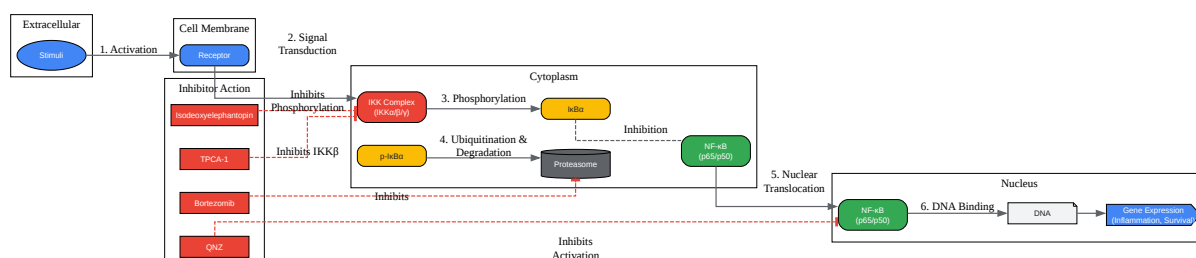 Extracellular
Stimuli
1. Activation
Cell Membrane
Receptor
2. Signal
Transduction
Inhibitor Action
Isodeoxyelephantopin
TPCA-1
Bortezomib
QNZ
Inhibits
Phosphorylation
Inhibits IKKβ
Inhibits
Inhibits
Activation
Cytoplasm
IKK Complex
(IKKα/β/γ)
3. Phosphorylation
IκBα
Inhibition
p-IκBα
4. Ubiquitination &
Degradation
Proteasome
NF-κB
(p65/p50)
5. Nuclear
Translocation
Nucleus
NF-κB
(p65/p50)
6. DNA Binding
DNA
Gene Expression
(Inflammation, Survival)